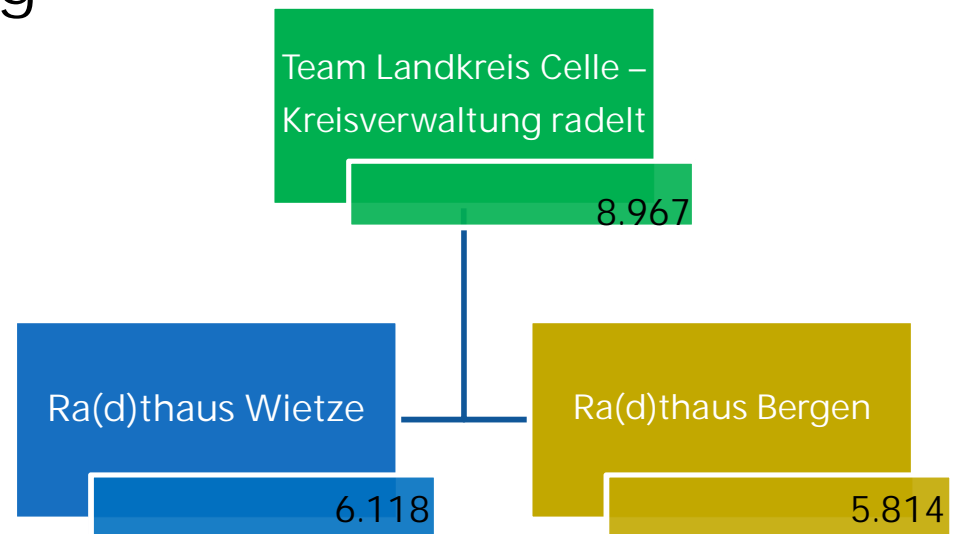 g
Team Landkreis Celle –
Kreisverwaltung radelt
8.967
Ra(d)thaus Wietze
Ra(d)thaus Bergen
6.118
5.814